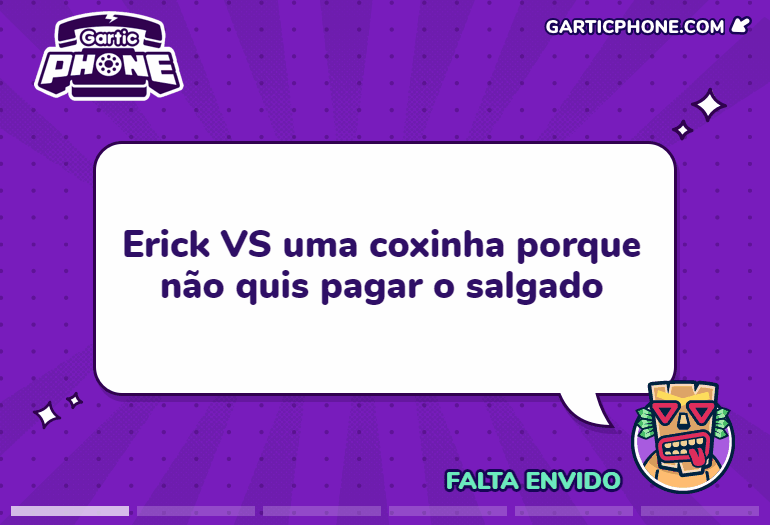 Gartic
PHONE
GARTICPHONE.COM
Erick VS uma coxinha porque
não quis pagar o salgado
FALTA ENVIDO